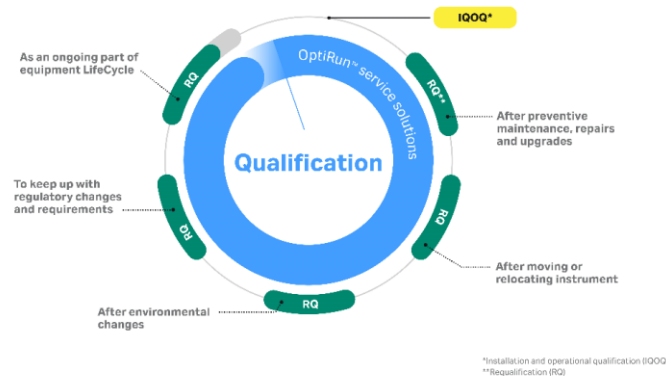 IQOQ*
OptiRun™ service solutions
As an ongoing part of
equipment LifeCycle
RQ
RQ**
After preventive
maintenance, repairs
and upgrades
Qualification
To keep up with
regulatory changes
and requirements
RQ
RQ
After moving or
relocating instrument
RQ
After environmental
changes
*Installation and operational qualification (IQOQ
**Requalification (RQ)